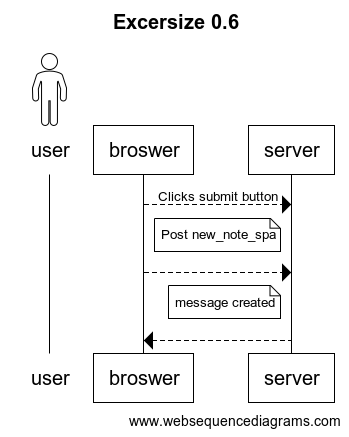 Excersize 0.6
user
broswer
server
Clicks submit button
Post new_note_spa
message created
user
broswer
server
www.websequencediagrams.com